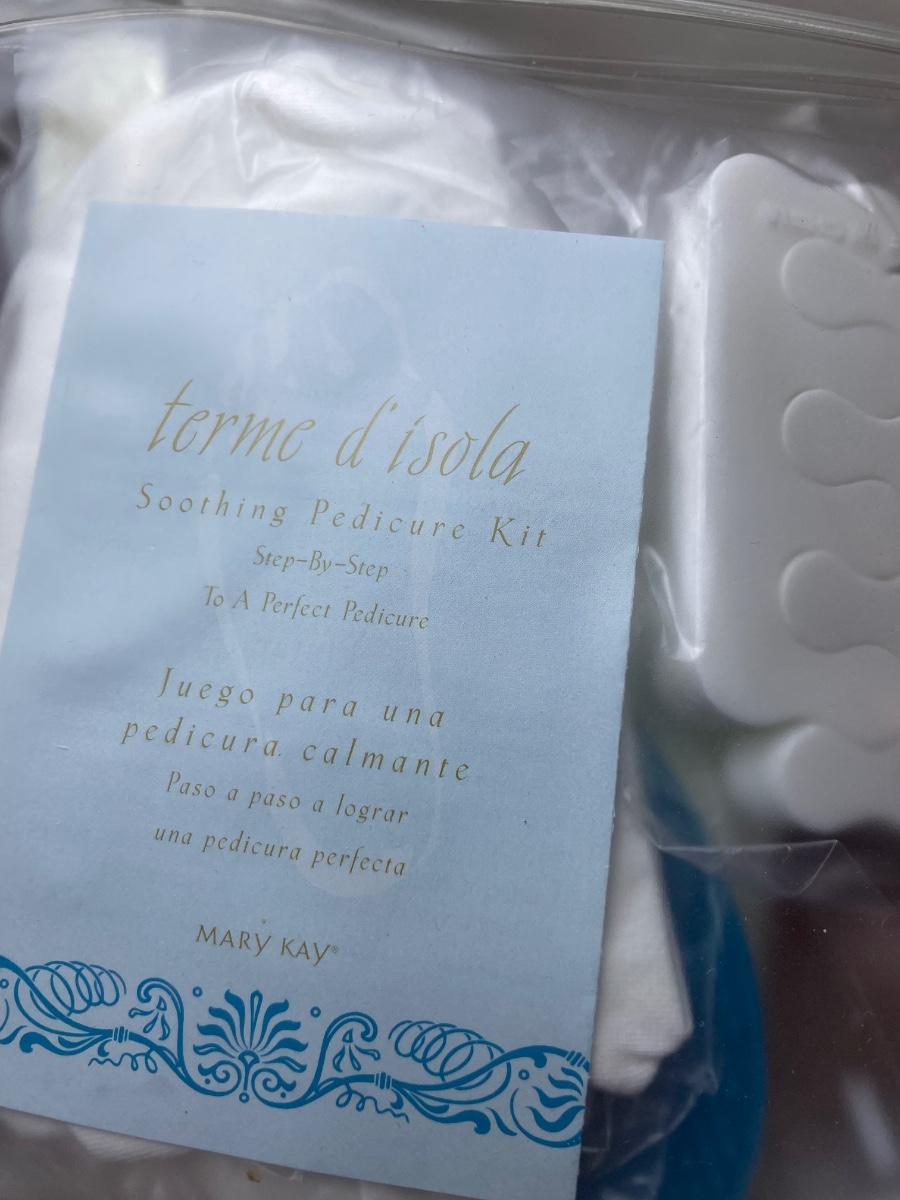 terme d'isola
Soothing Pedicure Kit
Step-By-Step
To A Perfect Pedicure
Juego para una
pedicura calmante
Paso a paso a lograr
una pedicura perfecta
MARY KAY®